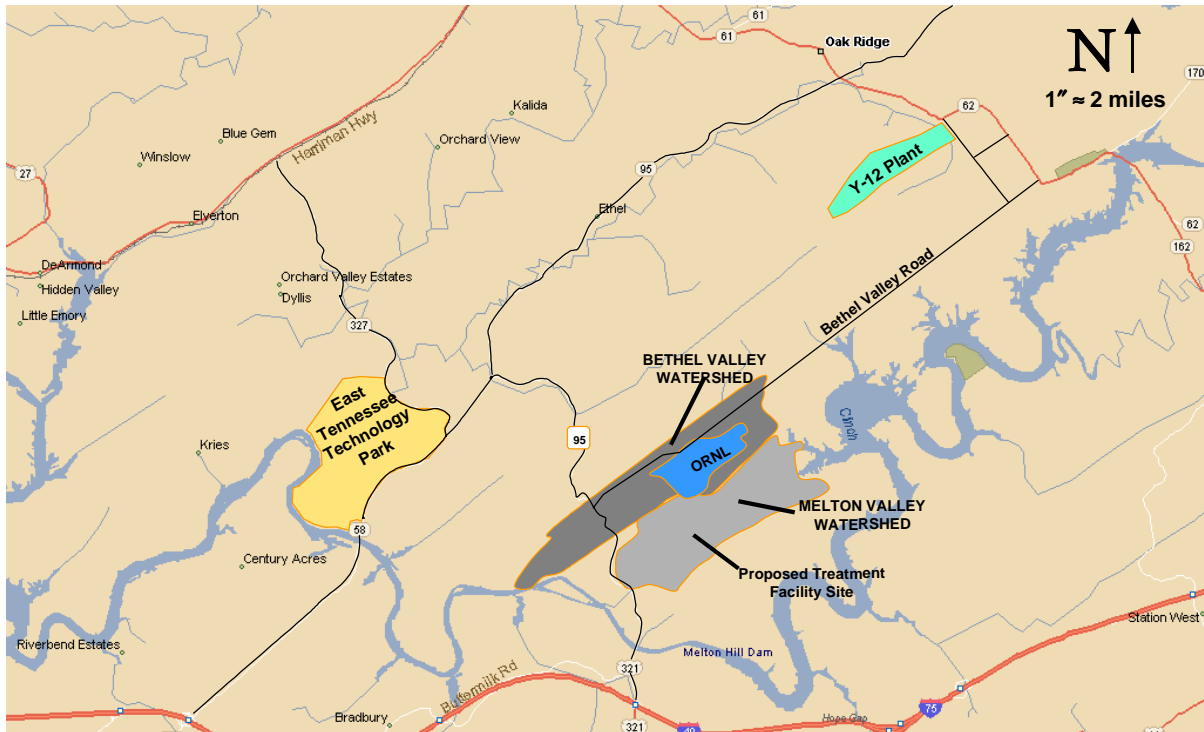 61
61
Oak Ridge
N
1″ ≈ 2 miles
170
Kalida
Blue Gem
Harriman Hwy
Orchard View
62
Winslow
27
95
Y-12 Plant
Elverton
Ethel
62
162
DeArmond
Hidden Valley
Orchard Valley Estates
Dyllis
Little Emory
327
Bethel Valley Road
BETHEL VALLEY
WATERSHED
East
Tennessee
Technology
Park
Clinch
Kries
95
ORNL
MELTON VALLEY
WATERSHED
58
Century Acres
Proposed Treatment
Facility Site
Station West
Riverbend Estates
Melton Hill Dam
321
Buttermilk Rd
75
Bradbury
Hope Gap
321
40